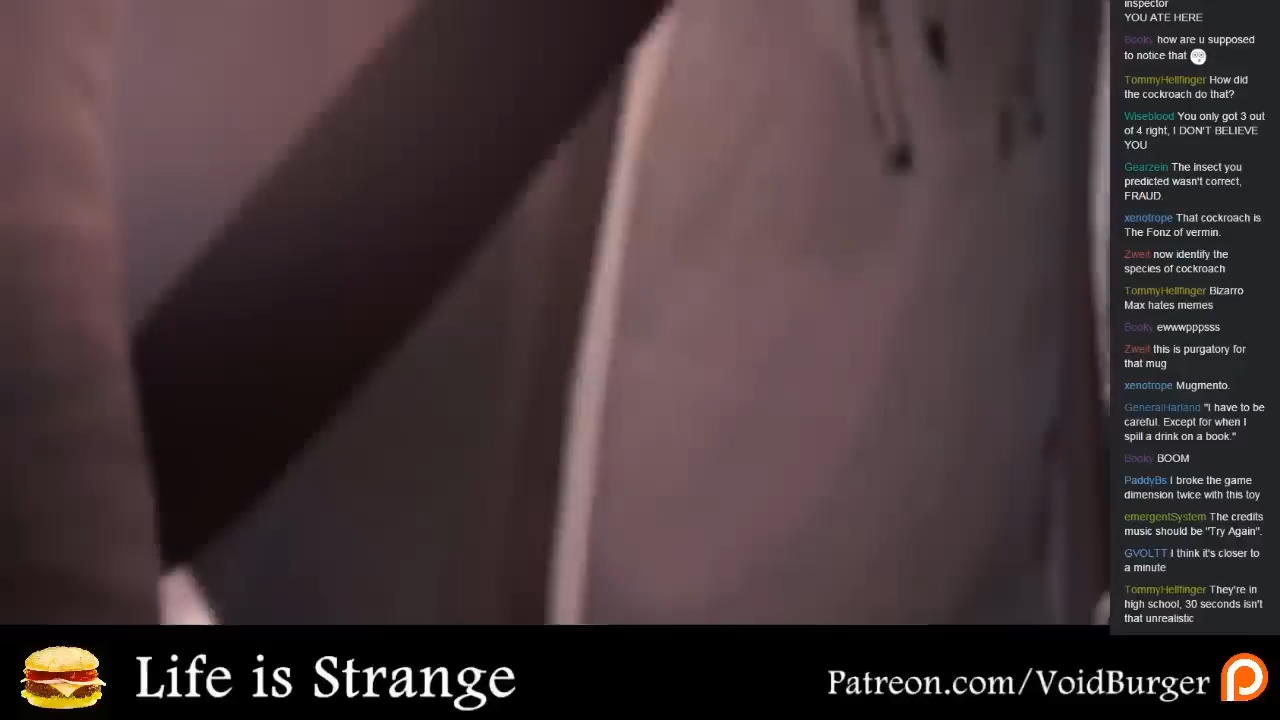 inspector
YOU ATE HERE
Booky how are u supposed
to notice that
TommyHellfinger How did
the cockroach do that?
Wiseblood You only got 3 out
of 4 right, I DON'T BELIEVE
YOU
Gearzein The insect you
predicted wasn't correct,
FRAUD.
xenotrope That cockroach is
The Fonz of vermin.
Zweit now identify the
species of cockroach
TommyHellfinger Bizarro
Max hates memes
Booky ewwwpppsss
Zweit this is purgatory for
that mug
xenotrope Mugmento.
GeneralHarland "I have to be
careful. Except for when I
spill a drink on a book."
Booky BOOM
PaddyBs I broke the game
dimension twice with this toy
emergentSystem The credits
music should be "Try Again".
GVOLTT I think it's closer to
a minute
TommyHellfinger They're in
high school, 30 seconds isn't
that unrealistic
Life is Strange
Patreon.com/VoidBurger